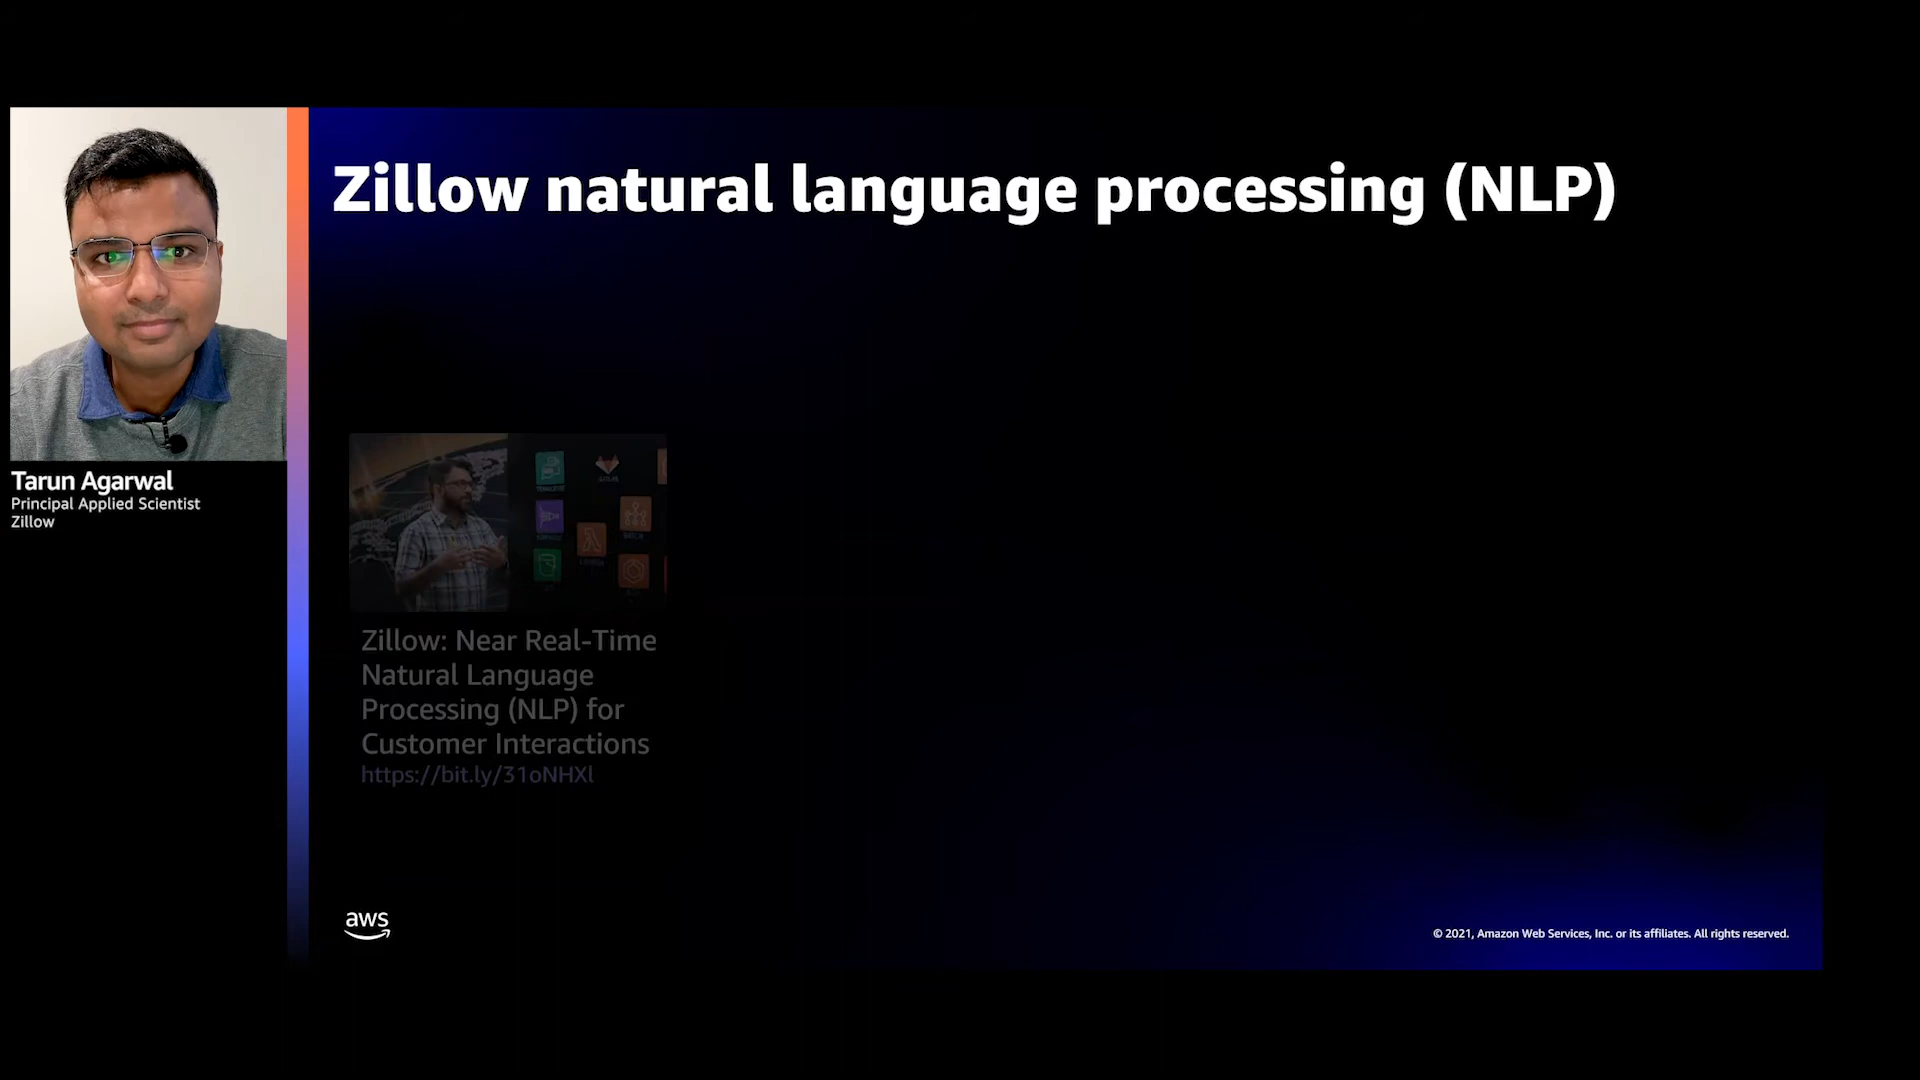 Zillow natural language processing (NLP)
Tarun Agarwal
Principal Applied Scientist
Zillow
Zillow: Near Real-Time
Natural Language
Processing (NLP) for
Customer Interactions
https://bit.ly/31oNHXl
aws
© 2021, Amazon Web Services, Inc. or its affiliates. All rights reserved.